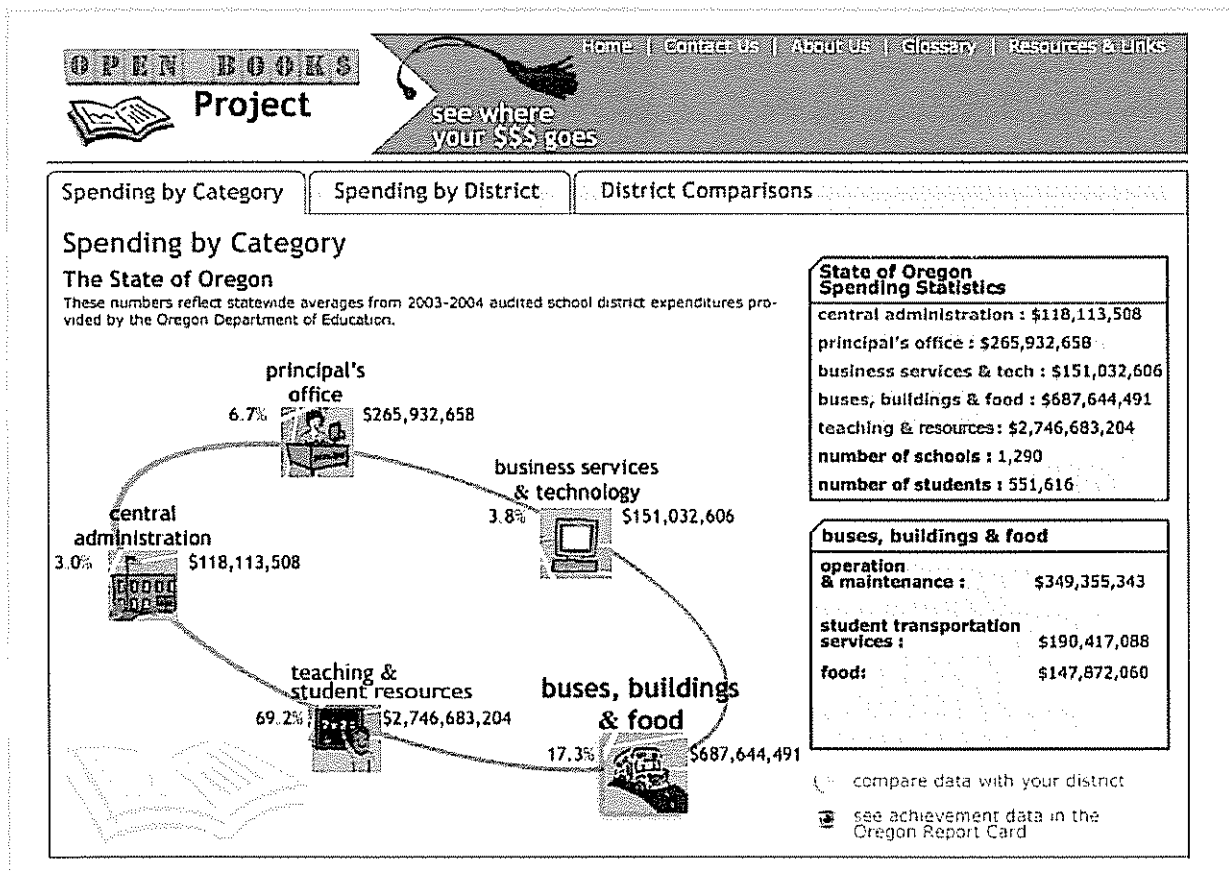 OPEN BOOKS
Project
Home | Contact Us | About Us | Glossary | Resources & Links
see where
your $$$ goes
Spending by Category
Spending by District
District Comparisons
Spending by Category
The State of Oregon
These numbers reflect statewide averages from 2003-2004 audited school district expenditures pro-
vided by the Oregon Department of Education.
principal's
office
6.7% $265,932,658
business services
& technology
3.8% $151,032,606
central
administration
3.0% $118,113,508
teaching &
student resources
69.2% $2,746,683,204
buses, buildings
& food
17.3% $687,644,491
State of Oregon
Spending Statistics
central administration : $118,113,508
principal's office : $265,932,658
business services & tech : $151,032,606
buses, buildings & food : $687,644,491
teaching & resources: $2,746,683,204
number of schools : 1,290
number of students : 551,616
buses, buildings & food
operation
& maintenance : $349,355,343
student transportation
services : $190,417,088
food: $147,872,060
compare data with your district
see achievement data in the
Oregon Report Card